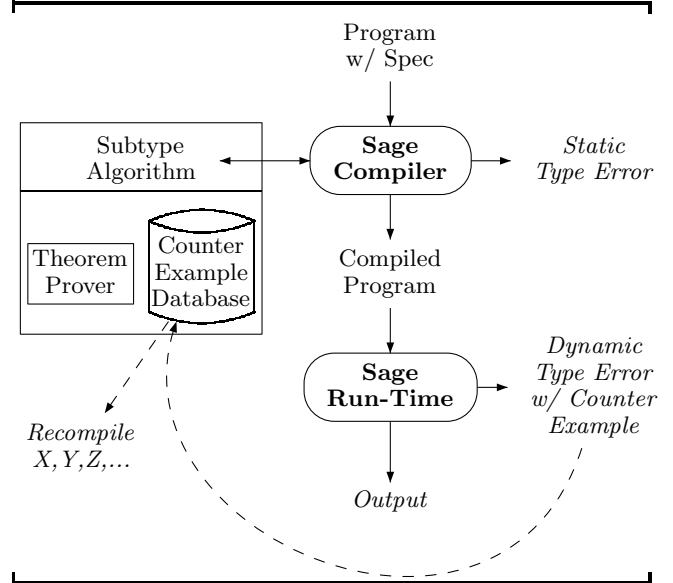 Program
w/ Spec
Subtype
Algorithm
Sage
Compiler
Static
Type Error
Theorem
Prover
Counter
Example
Database
Compiled
Program
Sage
Run-Time
Dynamic
Type Error
w/ Counter
Example
Recompile
X,Y,Z,...
Output